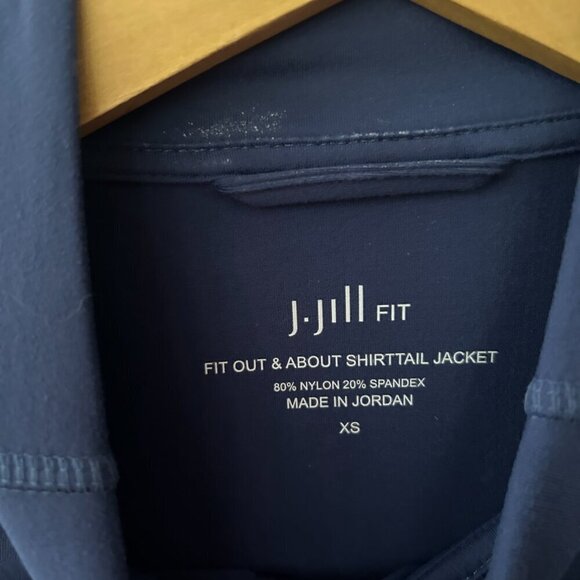 J.Jill FIT
FIT OUT & ABOUT SHIRTTAIL JACKET
80% NYLON 20% SPANDEX
MADE IN JORDAN
XS